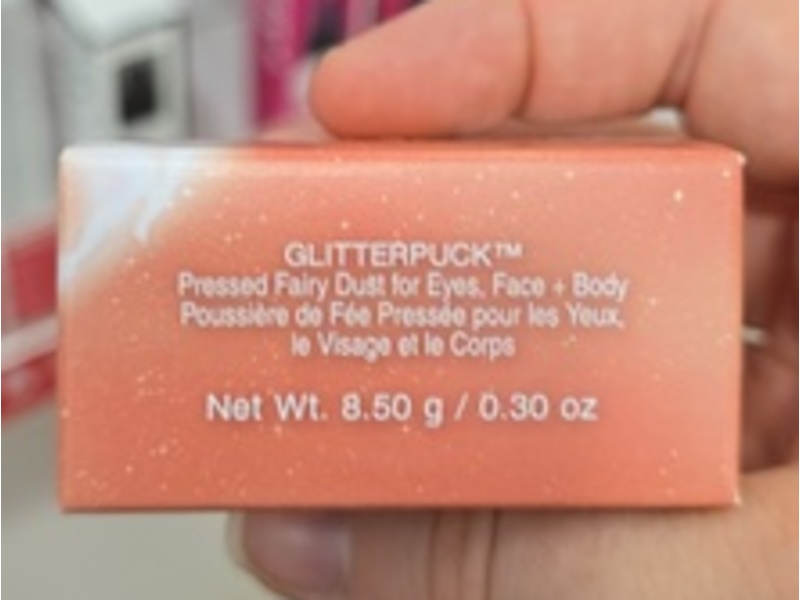 GLITTERPUCK™
Pressed Fairy Dust for Eyes, Face + Body
Poussière de Fée Pressée pour les Yeux,
le Visage et le Corps
Net Wt. 8.50 g / 0.30 oz